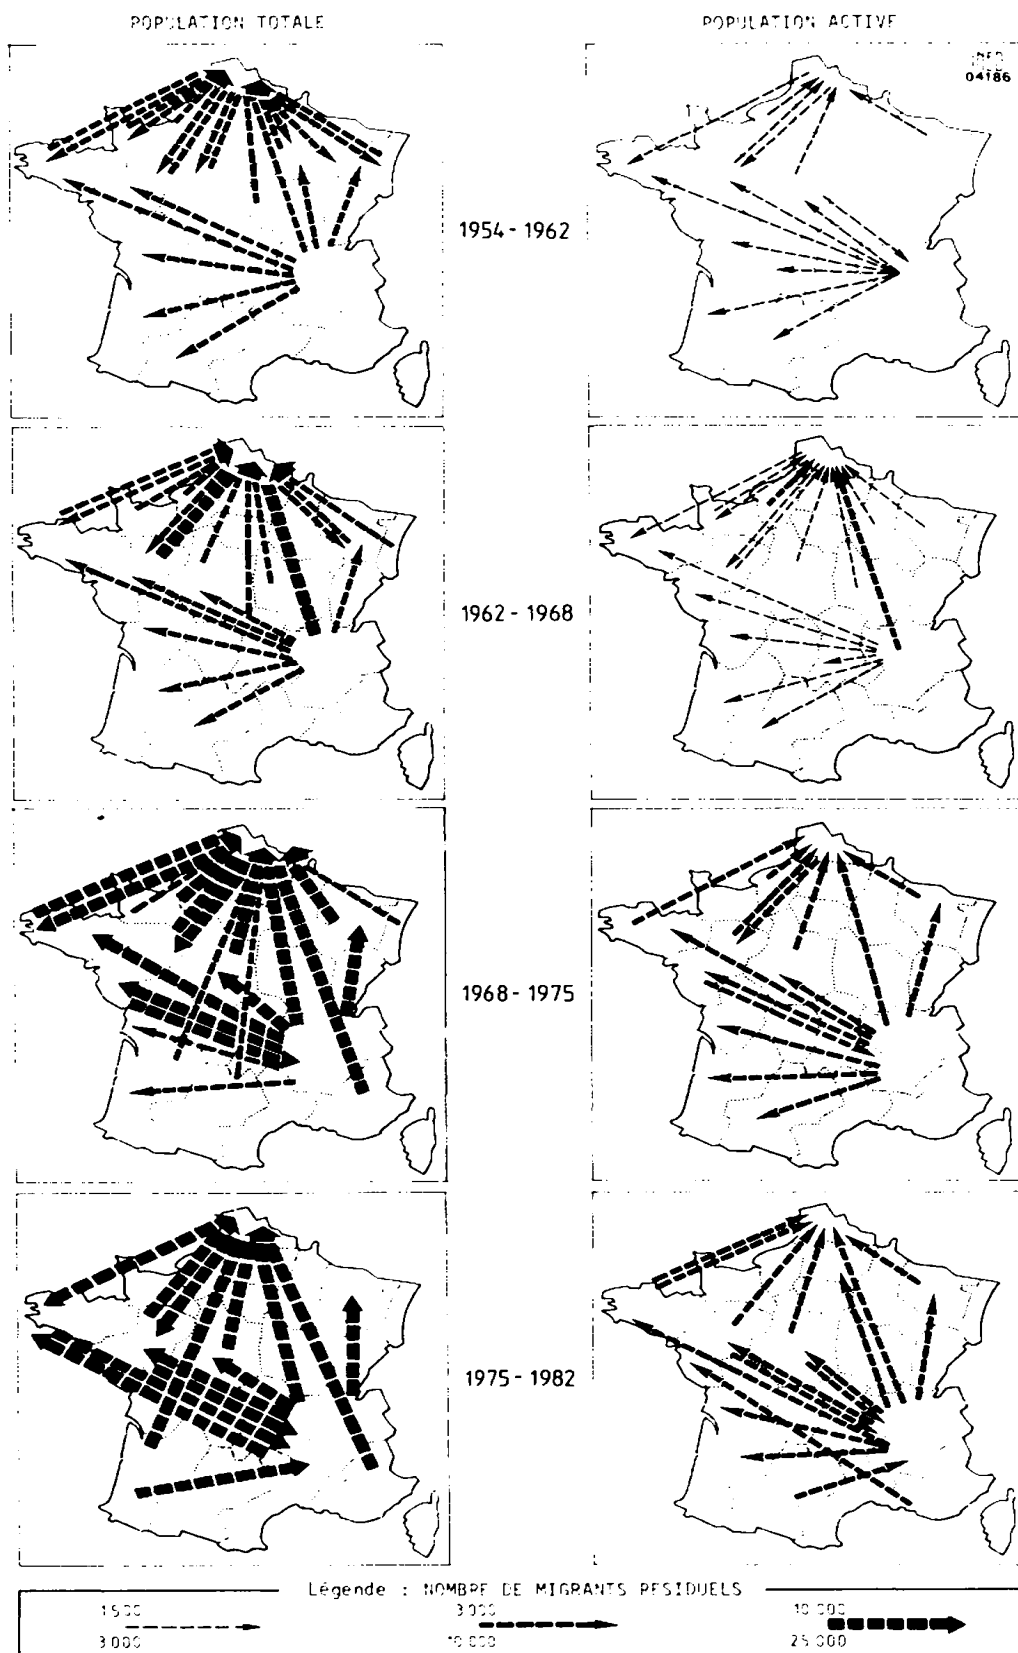 POPULATION TOTALE
POPULATION ACTIVE
INED
04186
1954 - 1962
1962 - 1968
1968 - 1975
1975 - 1982
Légende : NOMBRE DE MIGRANTS RESIDUELS
1 500
3 000
10 000
3 000
10 000
25 000